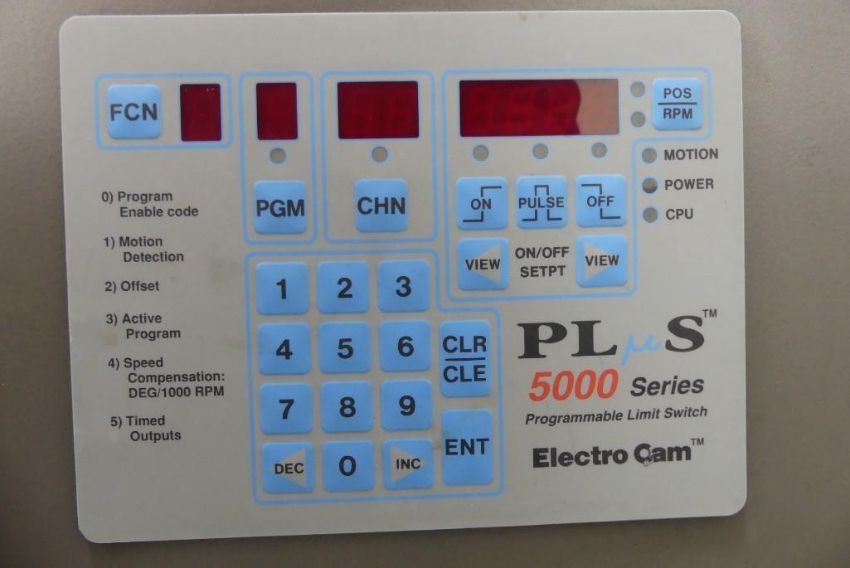 FCN
POS
RPM
MOTION
POWER
CPU
PGM
CHN
ON
PULSE
OFF
VIEW
ON/OFF
SETPT
VIEW
0) Program
Enable code
1) Motion
Detection
2) Offset
3) Active
Program
4) Speed
Compensation:
DEG/1000 RPM
5) Timed
Outputs
1 2 3
4 5 6
CLR
CLE
7 8 9
DEC 0 INC
ENT
PLμS™
5000 Series
Programmable Limit Switch
Electro Cam™